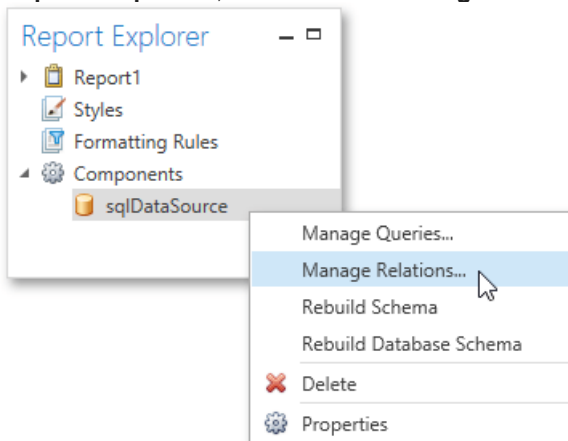 Report Explorer
Report1
Styles
Formatting Rules
Components
sqlDataSource
Manage Queries...
Manage Relations...
Rebuild Schema
Rebuild Database Schema
Delete
Properties